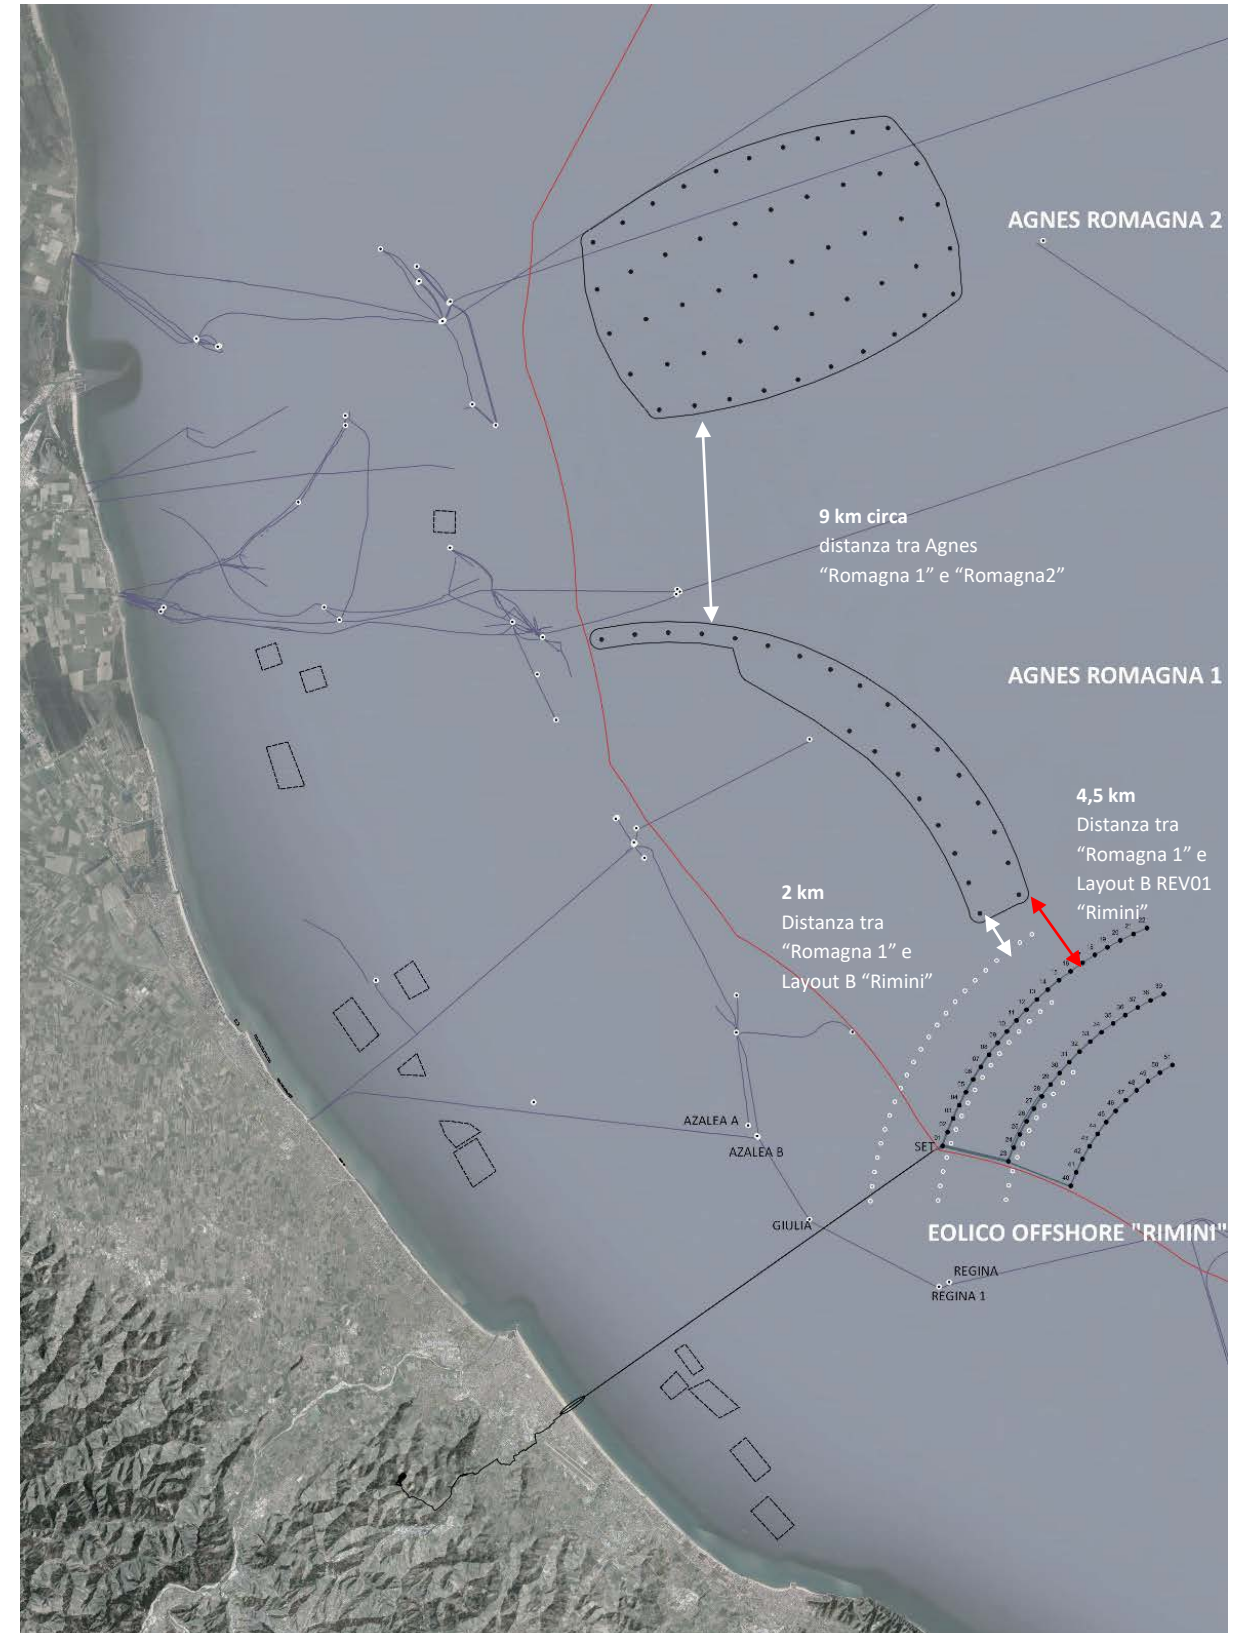 AGNES ROMAGNA 2
9 km circa
distanza tra Agnes
“Romagna 1” e “Romagna2”
AGNES ROMAGNA 1
4,5 km
Distanza tra
“Romagna 1” e
Layout B REV01
“Rimini”
2 km
Distanza tra
“Romagna 1” e
Layout B “Rimini”
AZALEA A
AZALEA B
SET
GIULIA
EOLICO OFFSHORE "RIMINI"
REGINA
REGINA 1